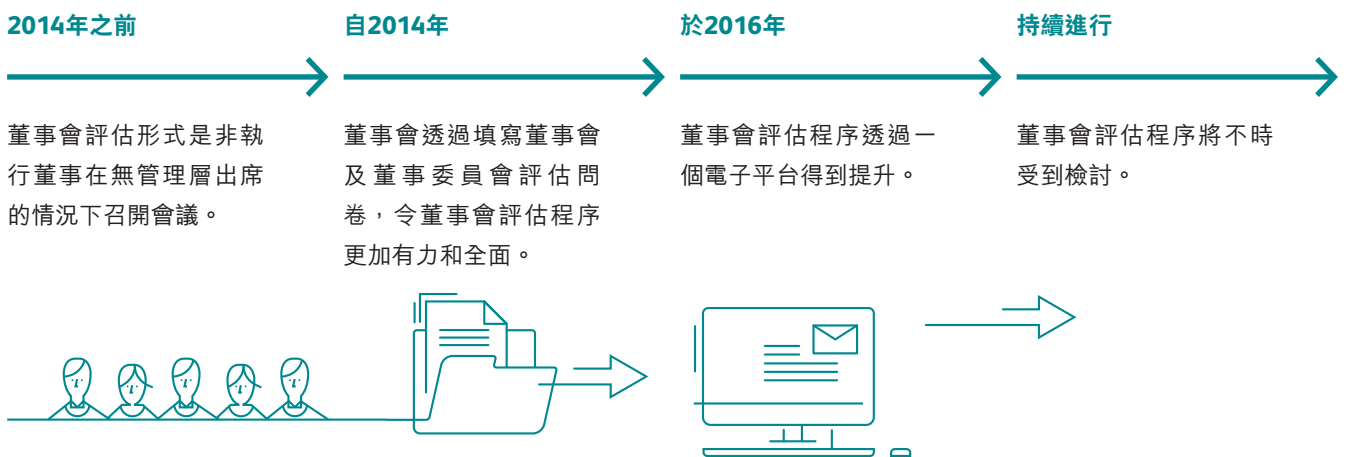 2014年之前
董事會評估形式是非執
行董事在無管理層出席
的情況下召開會議。
自2014年
董事會透過填寫董事會
及董事委員會評估問
卷，令董事會評估程序
更加有力和全面。
於2016年
董事會評估程序透過一
個電子平台得到提升。
持續進行
董事會評估程序將不時
受到檢討。